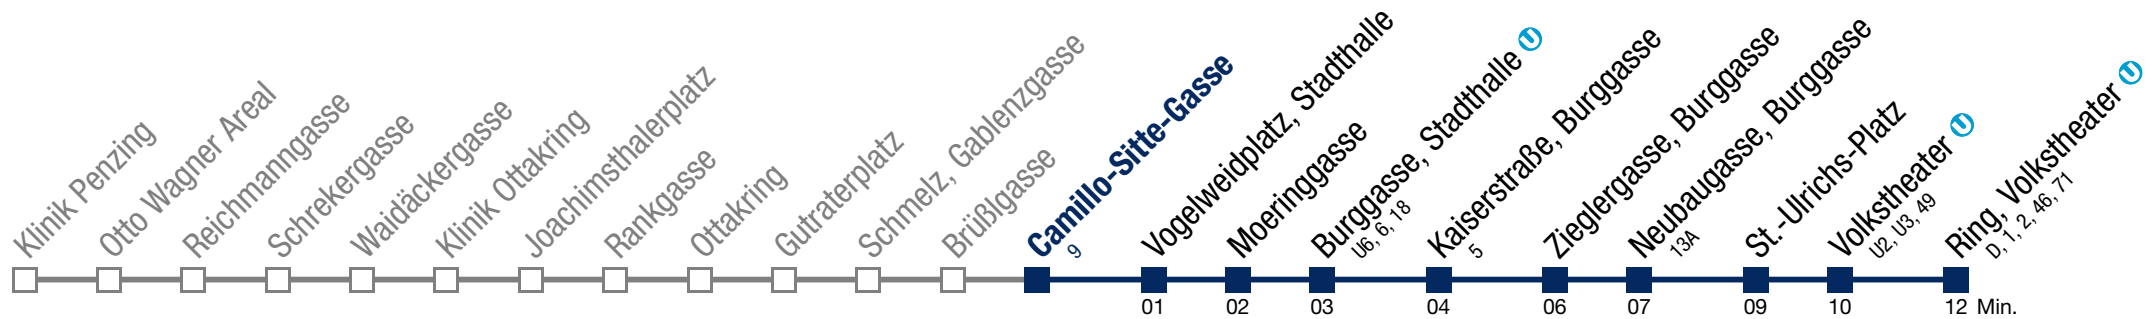 Klinik Penzing
Otto Wagner Areal
Reichmanngasse
Schrekergasse
Waidäckergasse
Klinik Ottakring
Joachimsthalerplatz
Rankgasse
Ottakring
Gutraterplatz
Schmelz, Gablenzgasse
Brüßlgasse
Camillo-Sitte-Gasse
9
Vogelweidplatz, Stadthalle
Moeringgasse
Burggasse, Stadthalle U
U6, 6, 18
Kaiserstraße, Burggasse
5
Zieglergasse, Burggasse
Neubaugasse, Burggasse
13A
St.-Ulrichs-Platz
Volkstheater U
U2, U3, 49
Ring, Volkstheater U
D, 1, 2, 46, 71
01 02 03 04 06 07 09 10 12 Min.